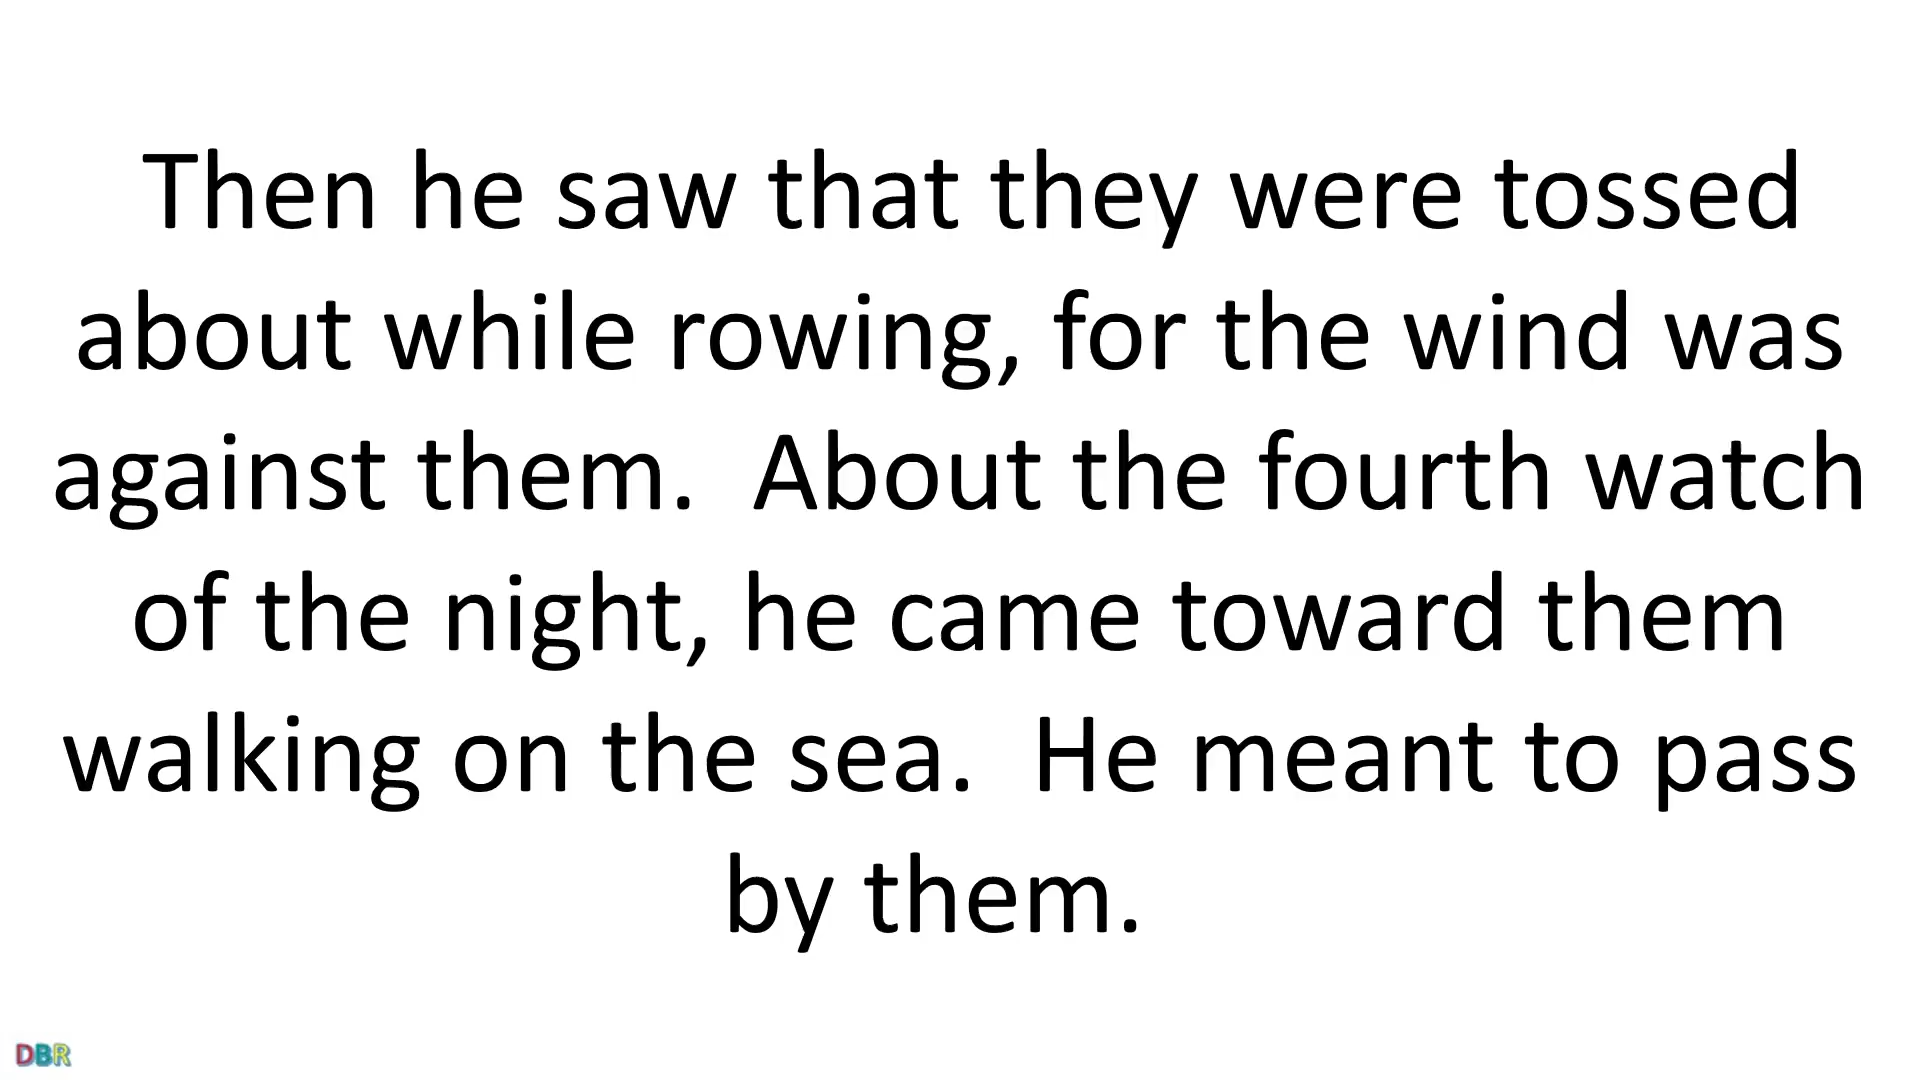 Then he saw that they were tossed
about while rowing, for the wind was
against them.  About the fourth watch
of the night, he came toward them
walking on the sea.  He meant to pass
by them.
DBR